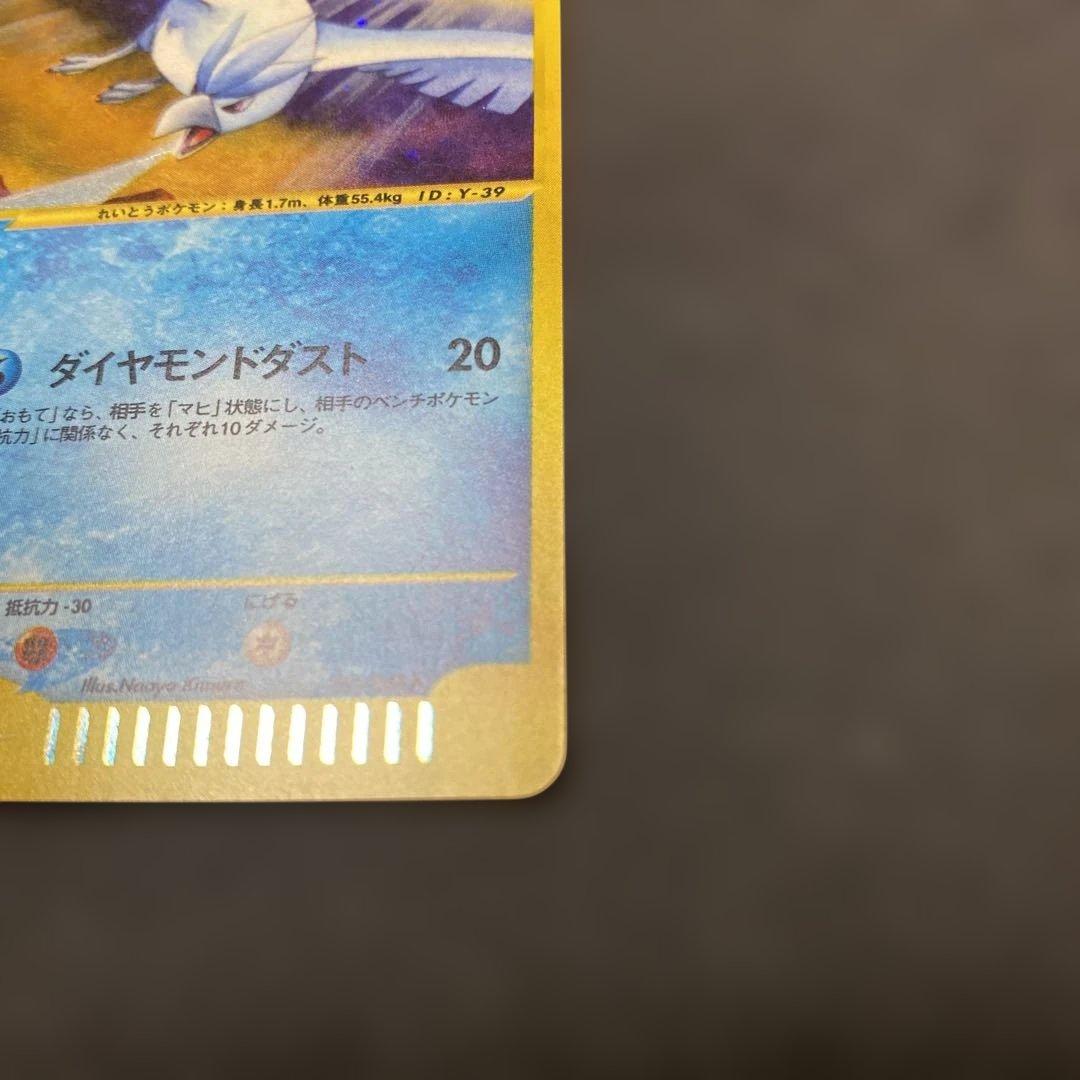 れいとうポケモン：身長1.7m、体重55.4kg ID：Y-39
ダイヤモンドダスト 20
おもて」なら、相手を「マヒ」状態にし、相手のベンチポケモン
抗力」に関係なく、それぞれ10ダメージ。
抵抗力 -30 にげる
Illus.Naoyo Kimura